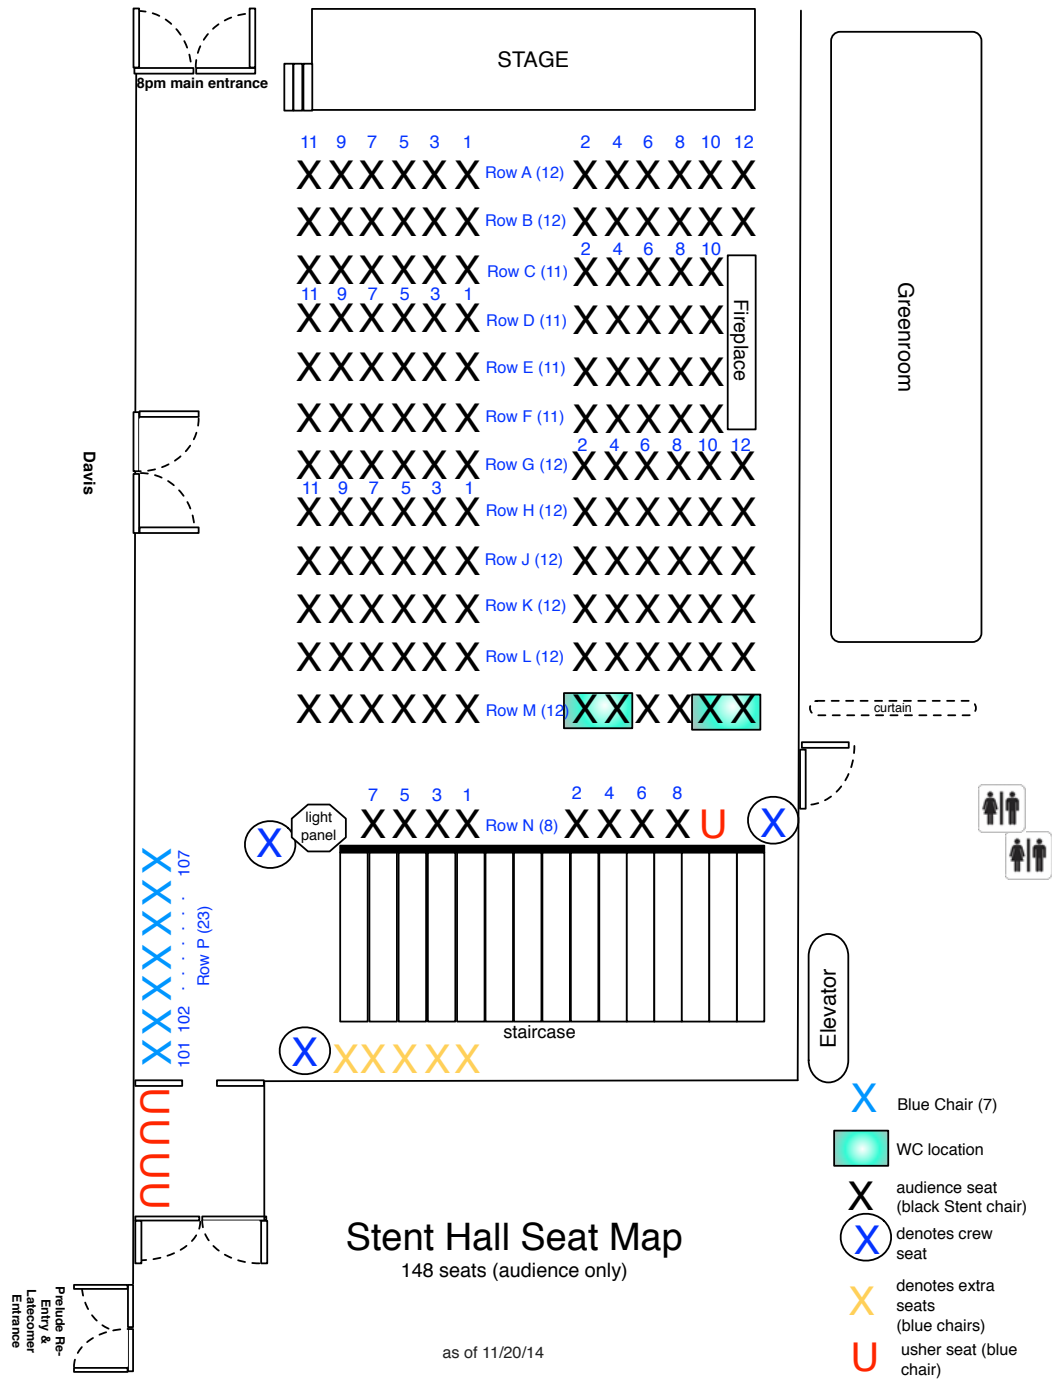 STAGE
8pm main entrance
11 9 7 5 3 1 2 4 6 8 10 12
X X X X X X Row A (12) X X X X X X
X X X X X X Row B (12) X X X X X X
2 4 6 8 10
X X X X X X Row C (11) X X X X X
11 9 7 5 3 1
X X X X X X Row D (11) X X X X X
Fireplace
X X X X X X Row E (11) X X X X X
X X X X X X Row F (11) X X X X X
2 4 6 8 10 12
X X X X X X Row G (12) X X X X X X
11 9 7 5 3 1
X X X X X X Row H (12) X X X X X X
X X X X X X Row J (12) X X X X X X
X X X X X X Row K (12) X X X X X X
X X X X X X Row L (12) X X X X X X
X X X X X X Row M (12) X X X X X X
Greenroom
Davis
curtain
7 5 3 1 2 4 6 8
X X X X Row N (8) X X X X U X
X
light
panel
X X X X X X X
101 102 . . . . . . 107
Row P (23)
staircase
Elevator
X X X X X X
U U U U
X Blue Chair (7)
WC location
X audience seat
(black Stent chair)
X denotes crew
seat
X denotes extra
seats
(blue chairs)
U usher seat (blue
chair)
Stent Hall Seat Map
148 seats (audience only)
Prelude Re-
Entry &
Latecomer
Entrance
as of 11/20/14